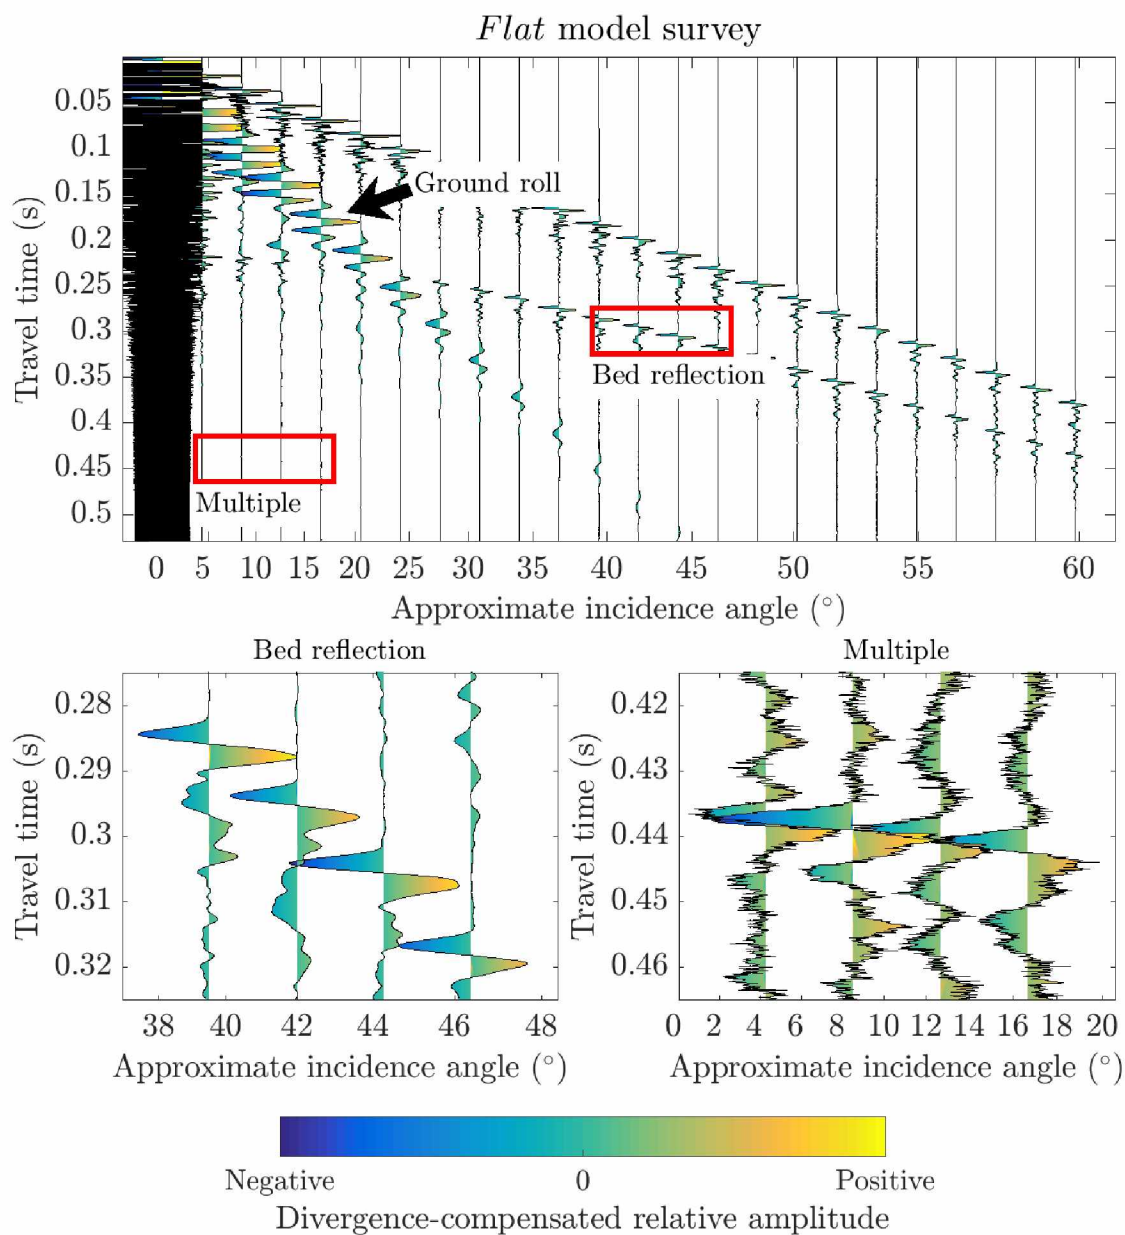 Flat model survey
Travel time (s)
0.05
0.1
0.15
0.2
0.25
0.3
0.35
0.4
0.45
0.5
Ground roll
Bed reflection
Multiple
0 5 10 15 20 25 30 35 40 45 50 55 60
Approximate incidence angle (°)
Bed reflection
Travel time (s)
0.28
0.29
0.3
0.31
0.32
38 40 42 44 46 48
Approximate incidence angle (°)
Multiple
Travel time (s)
0.42
0.43
0.44
0.45
0.46
0 2 4 6 8 10 12 14 16 18 20
Approximate incidence angle (°)
Negative 0 Positive
Divergence-compensated relative amplitude